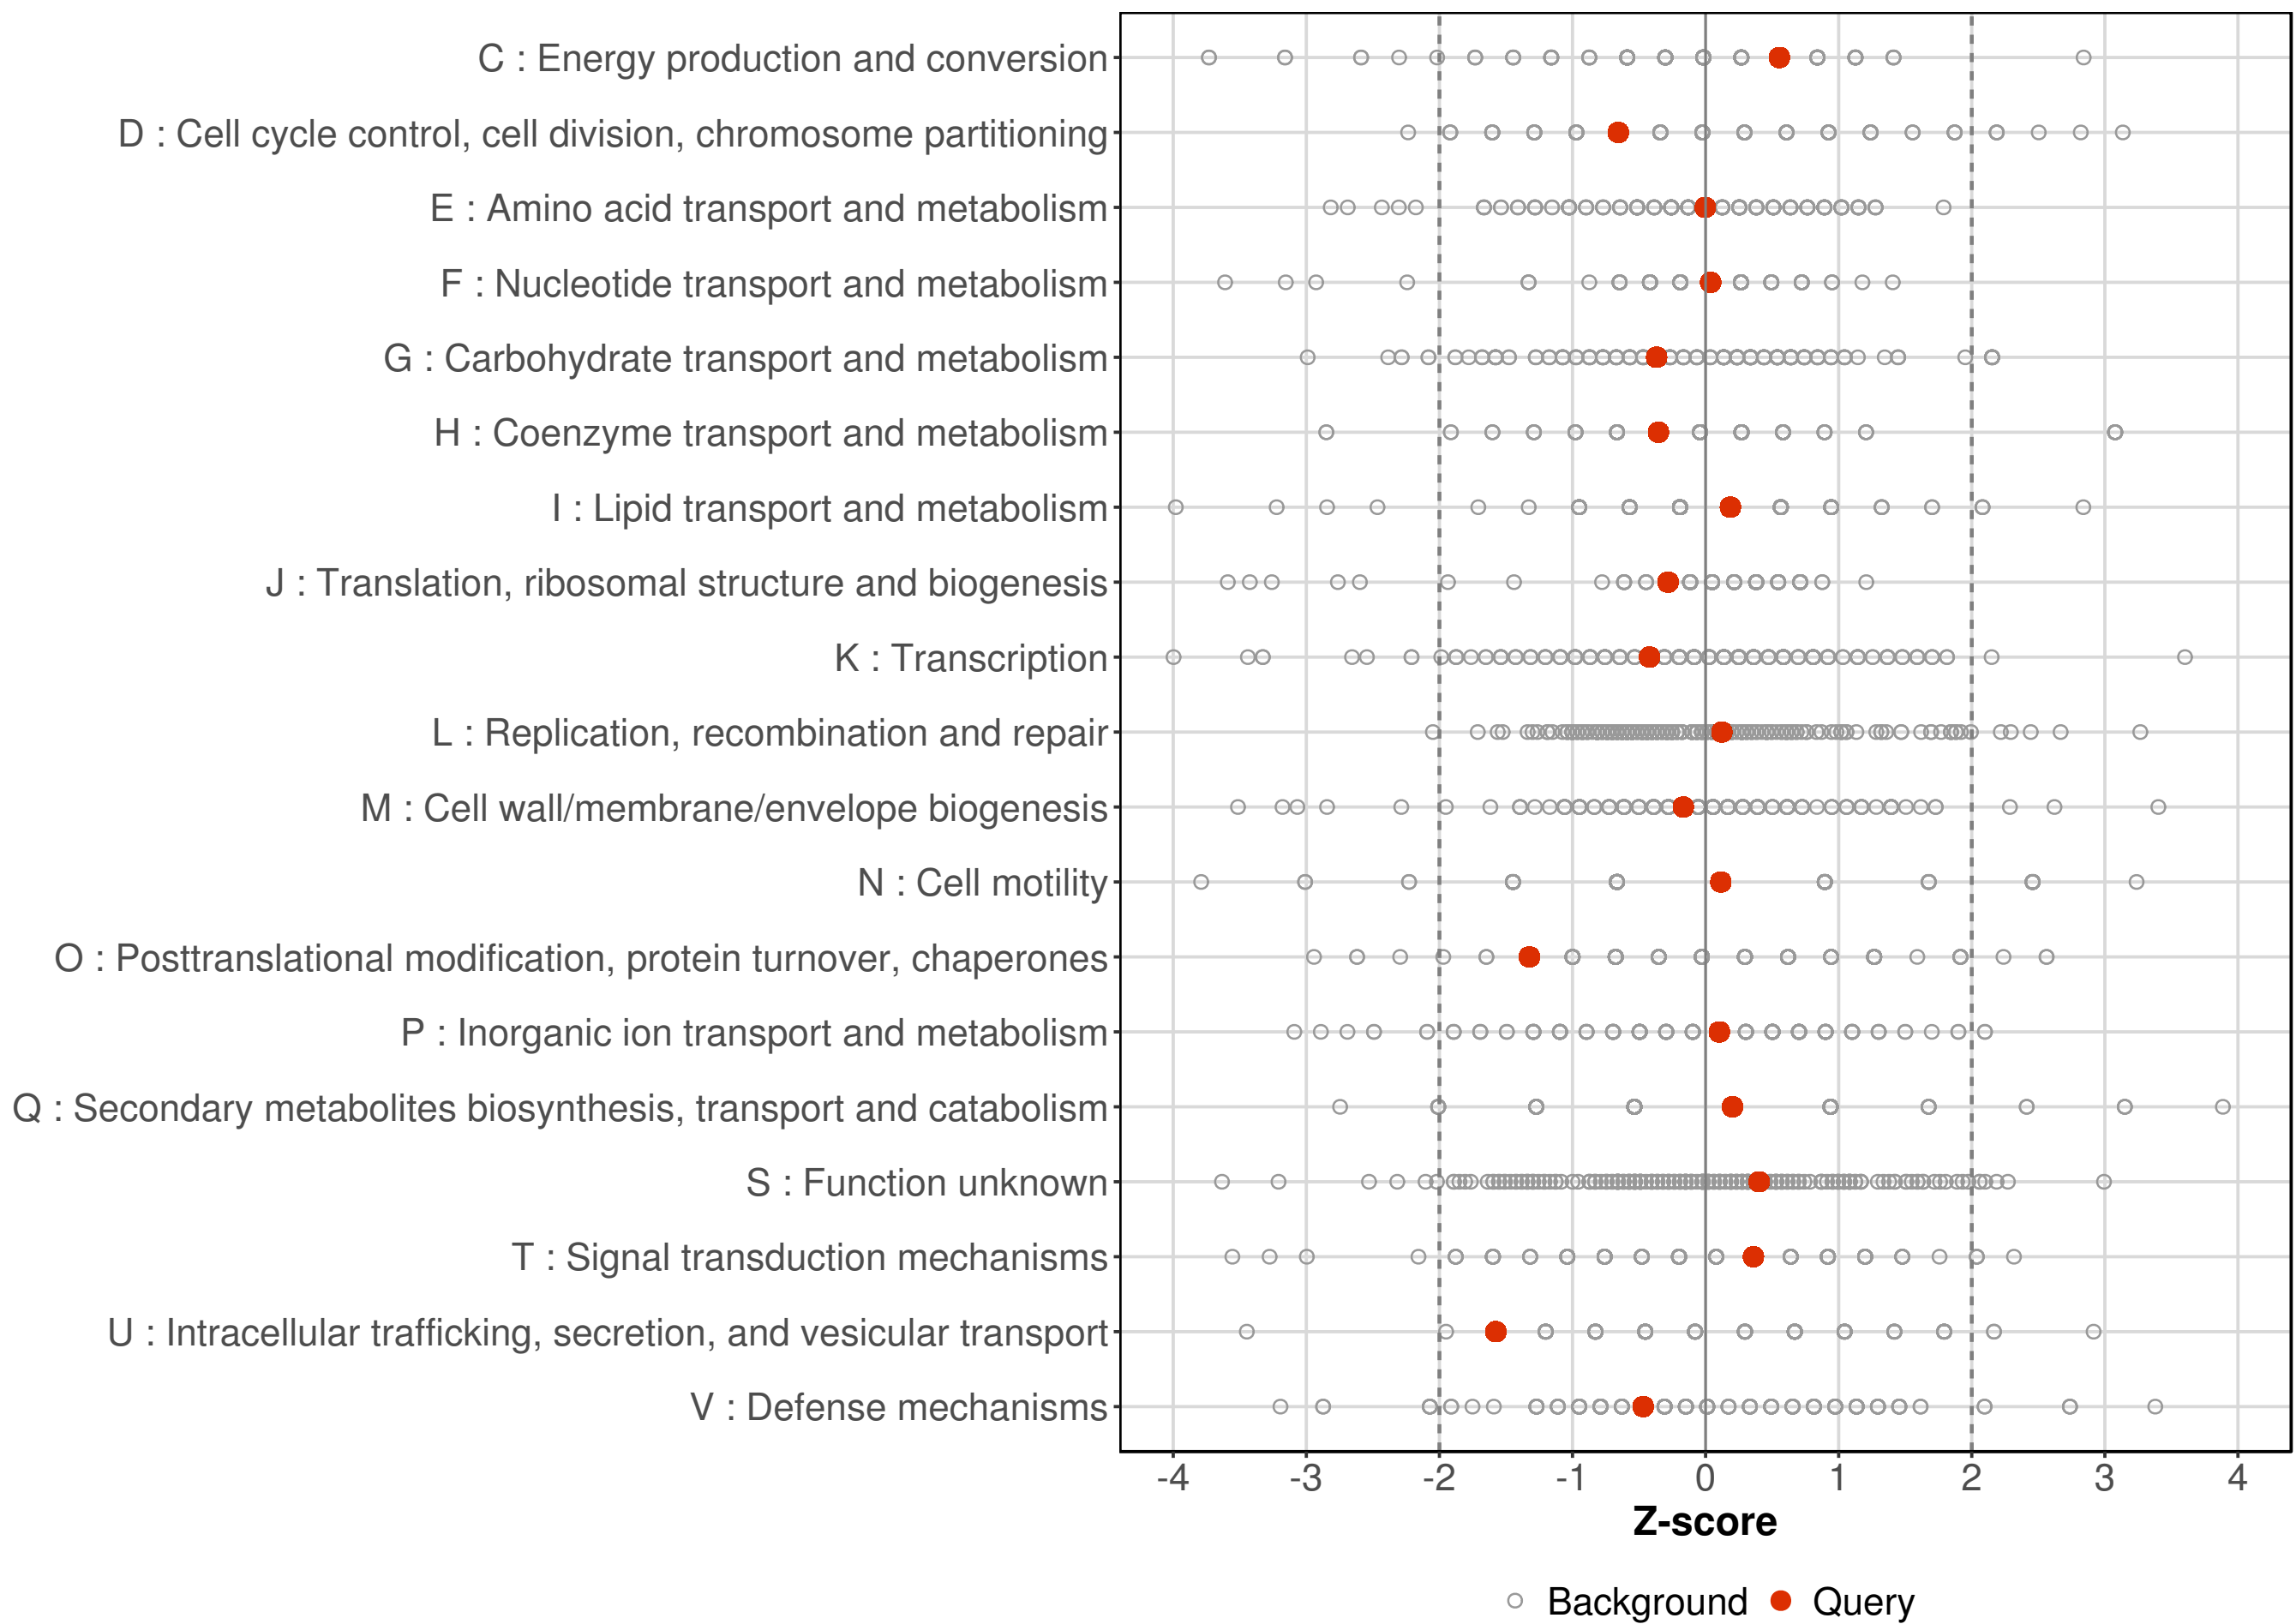 C : Energy production and conversion
D : Cell cycle control, cell division, chromosome partitioning
E : Amino acid transport and metabolism
F : Nucleotide transport and metabolism
G : Carbohydrate transport and metabolism
H : Coenzyme transport and metabolism
I : Lipid transport and metabolism
J : Translation, ribosomal structure and biogenesis
K : Transcription
L : Replication, recombination and repair
M : Cell wall/membrane/envelope biogenesis
N : Cell motility
O : Posttranslational modification, protein turnover, chaperones
P : Inorganic ion transport and metabolism
Q : Secondary metabolites biosynthesis, transport and catabolism
S : Function unknown
T : Signal transduction mechanisms
U : Intracellular trafficking, secretion, and vesicular transport
V : Defense mechanisms
-4 -3 -2 -1 0 1 2 3 4
Z-score
Background Query